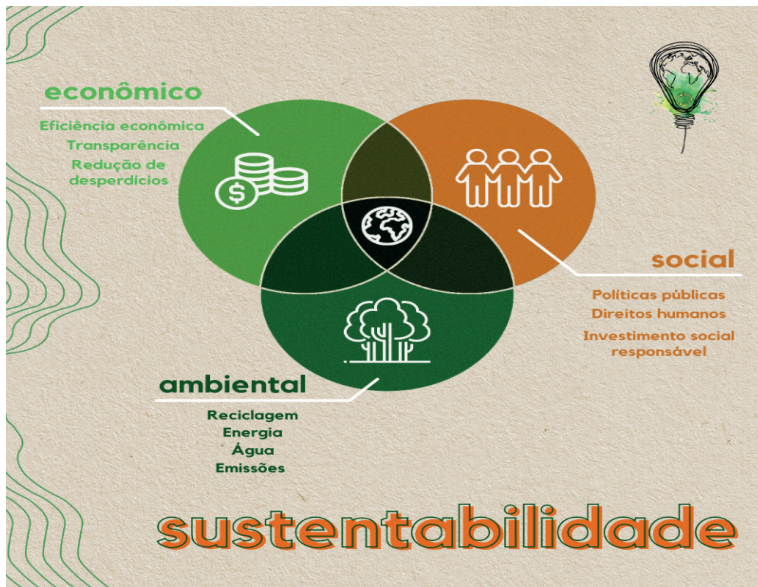 econômico
Eficiência econômica
Transparência
Redução de
desperdícios
$
social
Políticas públicas
Direitos humanos
Investimento social
responsável
ambiental
Reciclagem
Energia
Água
Emissões
sustentabilidade